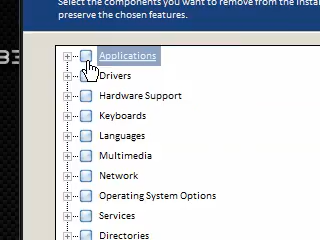 Select the components you want to remove from the
preserve the chosen features.
Applications
Drivers
Hardware Support
Keyboards
Languages
Multimedia
Network
Operating System Options
Services
Directories